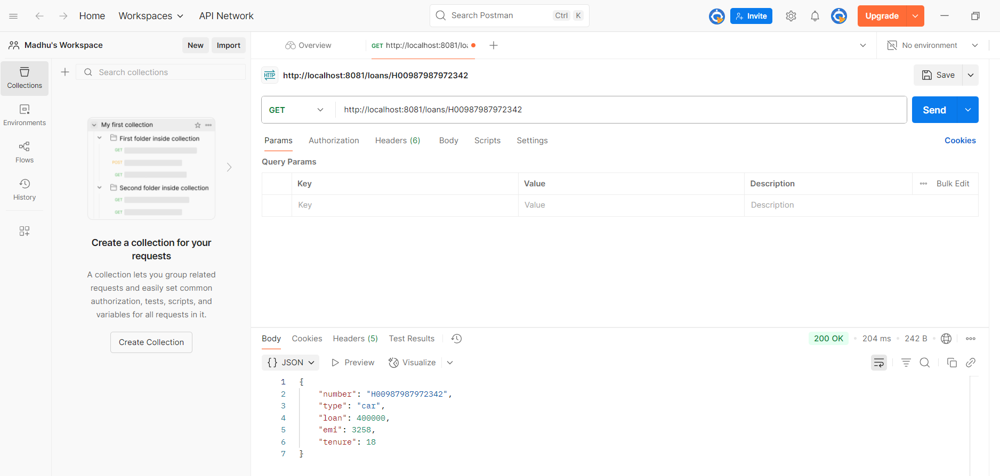 Home Workspaces API Network Search Postman Ctrl K Invite Upgrade
Madhu's Workspace New Import
Overview GET http://localhost:8081/loa No environment
Collections
Environments
Flows
History
Search collections
My first collection
First folder inside collection
GET
POST
GET
Second folder inside collection
GET
GET
Create a collection for your
requests
A collection lets you group related
requests and easily set common
authorization, tests, scripts, and
variables for all requests in it.
Create Collection
HTTP http://localhost:8081/loans/H00987987972342 Save
GET http://localhost:8081/loans/H00987987972342 Send
Params Authorization Headers (6) Body Scripts Settings Cookies
Query Params
Key Value Description Bulk Edit
Key Value Description
Body Cookies Headers (5) Test Results 200 OK 204 ms 242 B
{} JSON Preview Visualize
1 {
2 "number": "H00987987972342",
3 "type": "car",
4 "loan": 400000,
5 "emi": 3258,
6 "tenure": 18
7 }